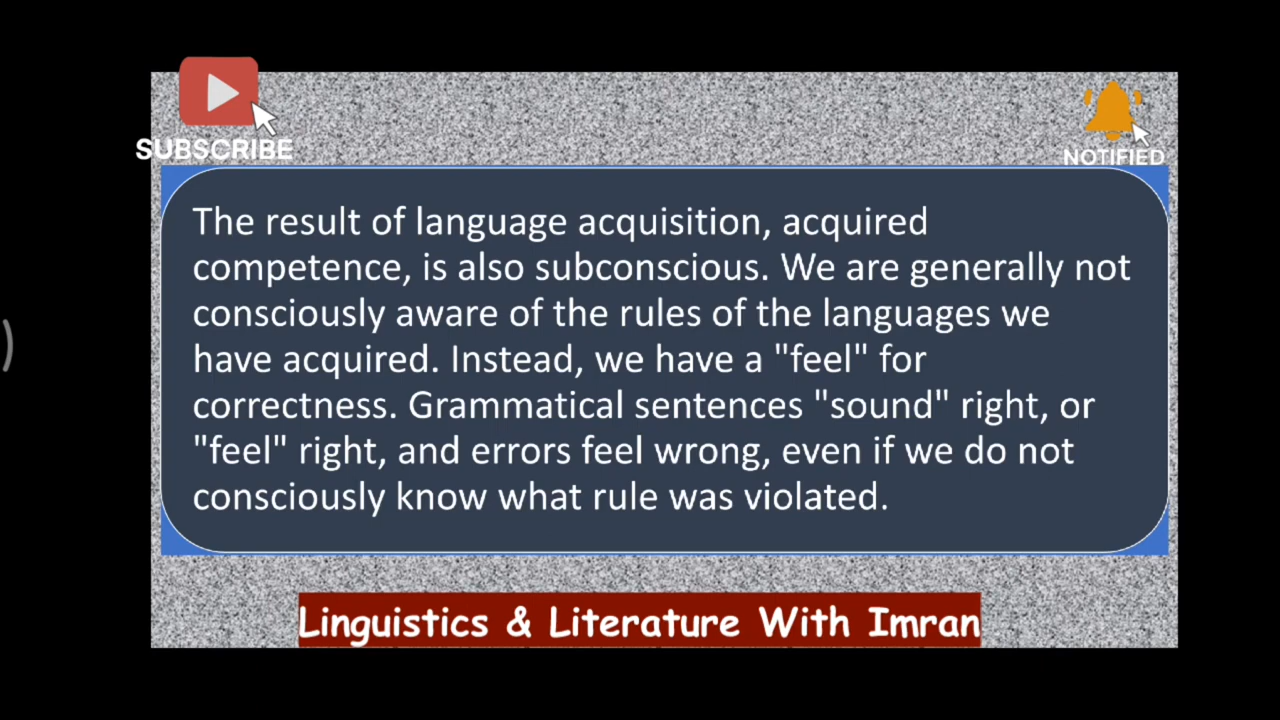 SUBSCRIBE
NOTIFIED
The result of language acquisition, acquired
competence, is also subconscious. We are generally not
consciously aware of the rules of the languages we
have acquired. Instead, we have a "feel" for
correctness. Grammatical sentences "sound" right, or
"feel" right, and errors feel wrong, even if we do not
consciously know what rule was violated.
Linguistics & Literature With Imran